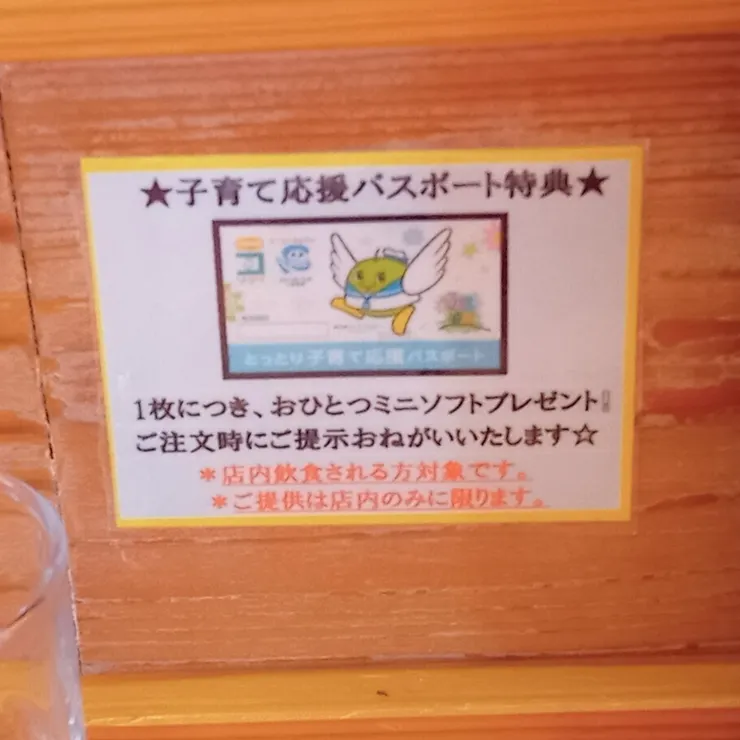 ★子育て応援パスポート特典★
とっとり子育て応援パスポート
1枚につき、おひとつミニソフトプレゼント
ご注文時にご提示おねがいいたします☆
＊店内飲食される方対象です。
＊ご提供は店内のみに限ります。